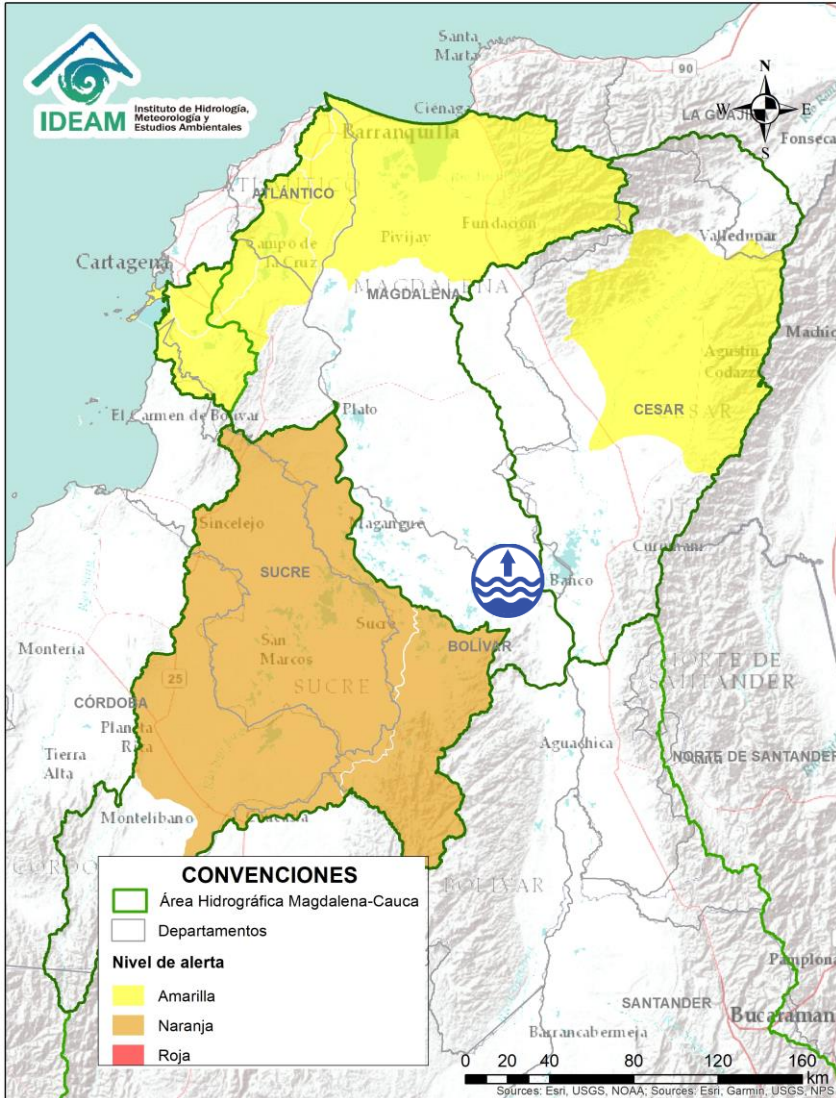 IDEAM
Instituto de Hidrología,
Meteorología y
Estudios Ambientales
Santa
Marta
90
N
W
E
S
LA GUAJIRA
Ciénaga
Fonseca
Barranquilla
ATLÁNTICO
Campo de
la Cruz
Pivijay
Fundación
Valledupar
Cartagena
MAGDALENA
Agustín
Codazzi
CESAR
El Carmen de Bolívar
Plato
Sincelejo
Magangue
SUCRE
Banco
Sucre
BOLÍVAR
Montería
San
Marcos
SUCRE
25
CÓRDOBA
Planeta
Rica
Tierra
Alta
NORTE DE
SANTANDER
Aguachica
NORTE DE SANTANDER
Montelibano
BOLÍVAR
CONVENCIONES
Área Hidrográfica Magdalena-Cauca
Departamentos
Nivel de alerta
Amarilla
Naranja
Roja
Pamplona
SANTANDER
Bucaraman
Barrancabermeja
0 20 40 80 120 160
km
Sources: Esri, USGS, NOAA; Sources: Esri, Garmin, USGS, NPS